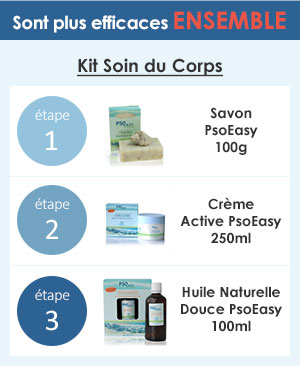 Sont plus efficaces ENSEMBLE
Kit Soin du Corps
étape
1
Savon
PsoEasy
100g
étape
2
Crème
Active PsoEasy
250ml
étape
3
Huile Naturelle
Douce PsoEasy
100ml